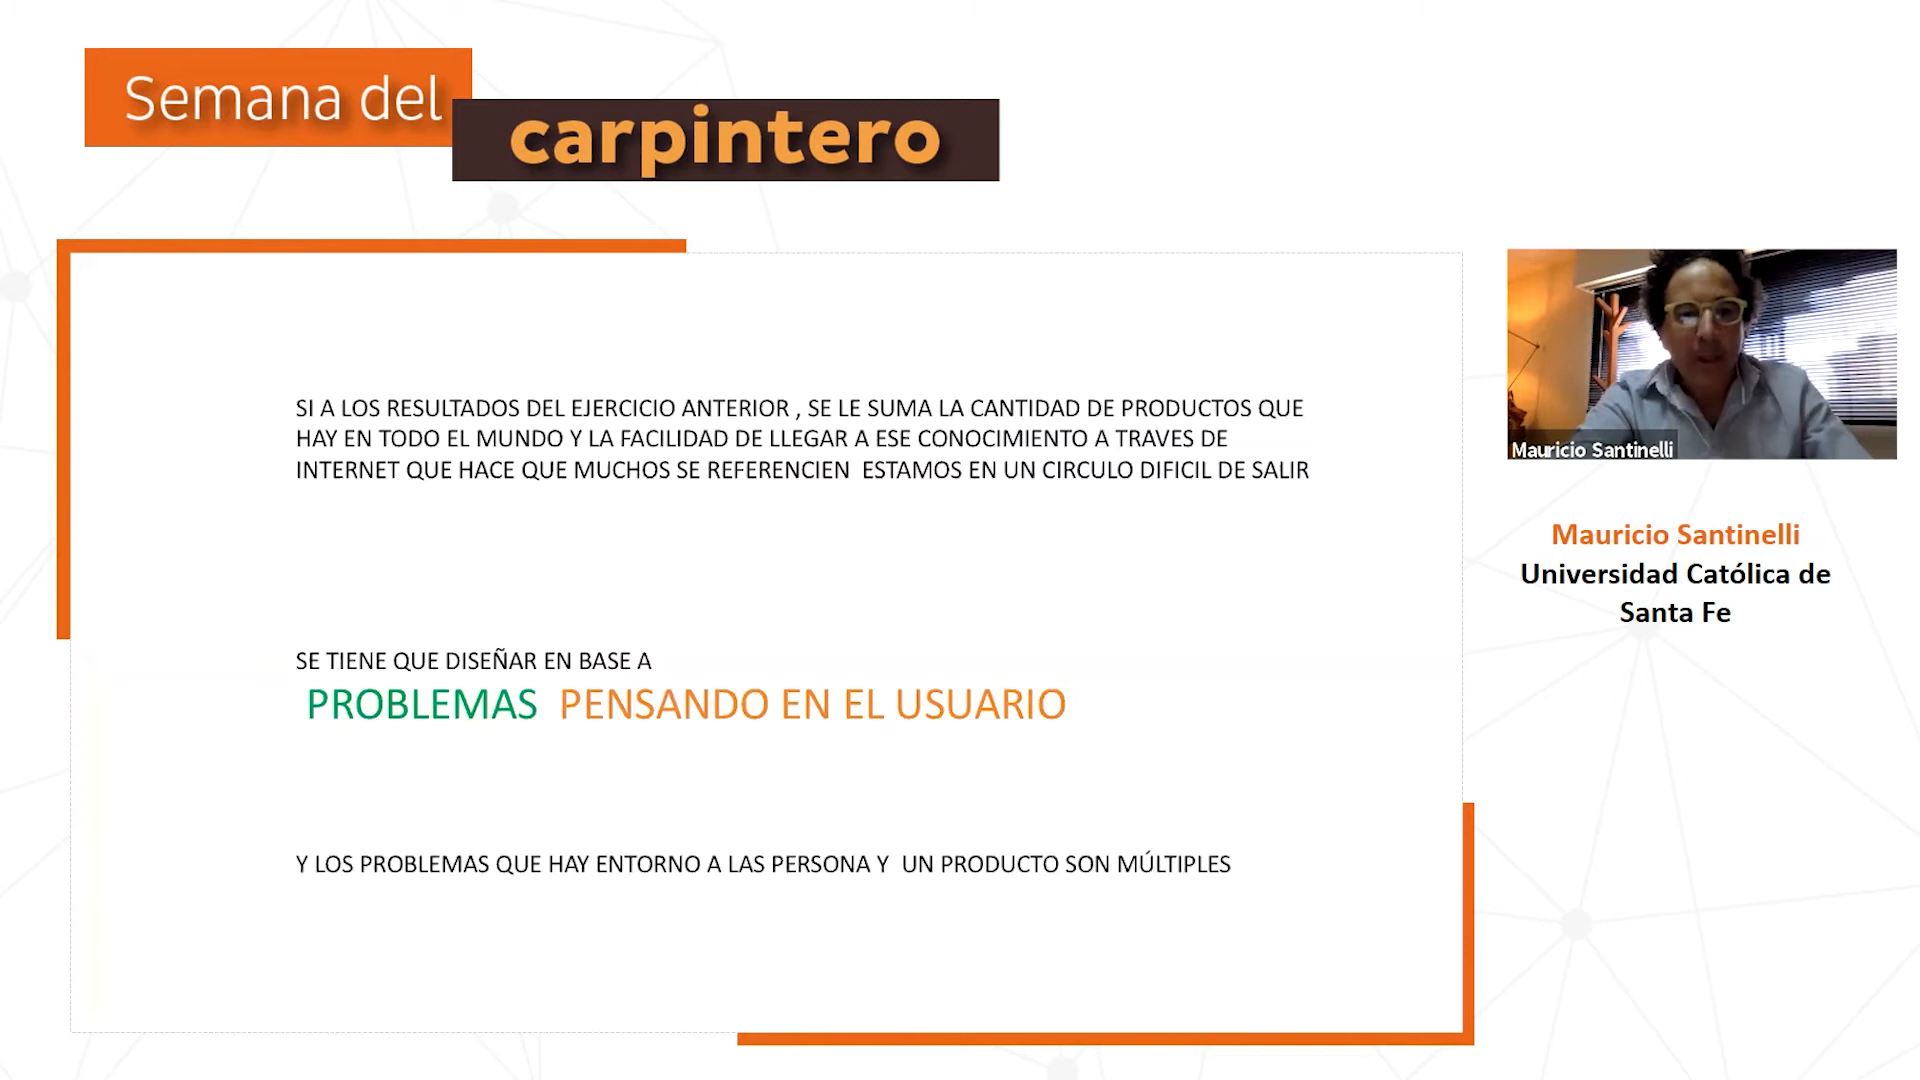 Semana del
carpintero
SI A LOS RESULTADOS DEL EJERCICIO ANTERIOR , SE LE SUMA LA CANTIDAD DE PRODUCTOS QUE
HAY EN TODO EL MUNDO Y LA FACILIDAD DE LLEGAR A ESE CONOCIMIENTO A TRAVES DE
INTERNET QUE HACE QUE MUCHOS SE REFERENCIEN ESTAMOS EN UN CIRCULO DIFICIL DE SALIR
SE TIENE QUE DISEÑAR EN BASE A
PROBLEMAS PENSANDO EN EL USUARIO
Y LOS PROBLEMAS QUE HAY ENTORNO A LAS PERSONA Y UN PRODUCTO SON MÚLTIPLES
Mauricio Santinelli
Mauricio Santinelli
Universidad Católica de
Santa Fe